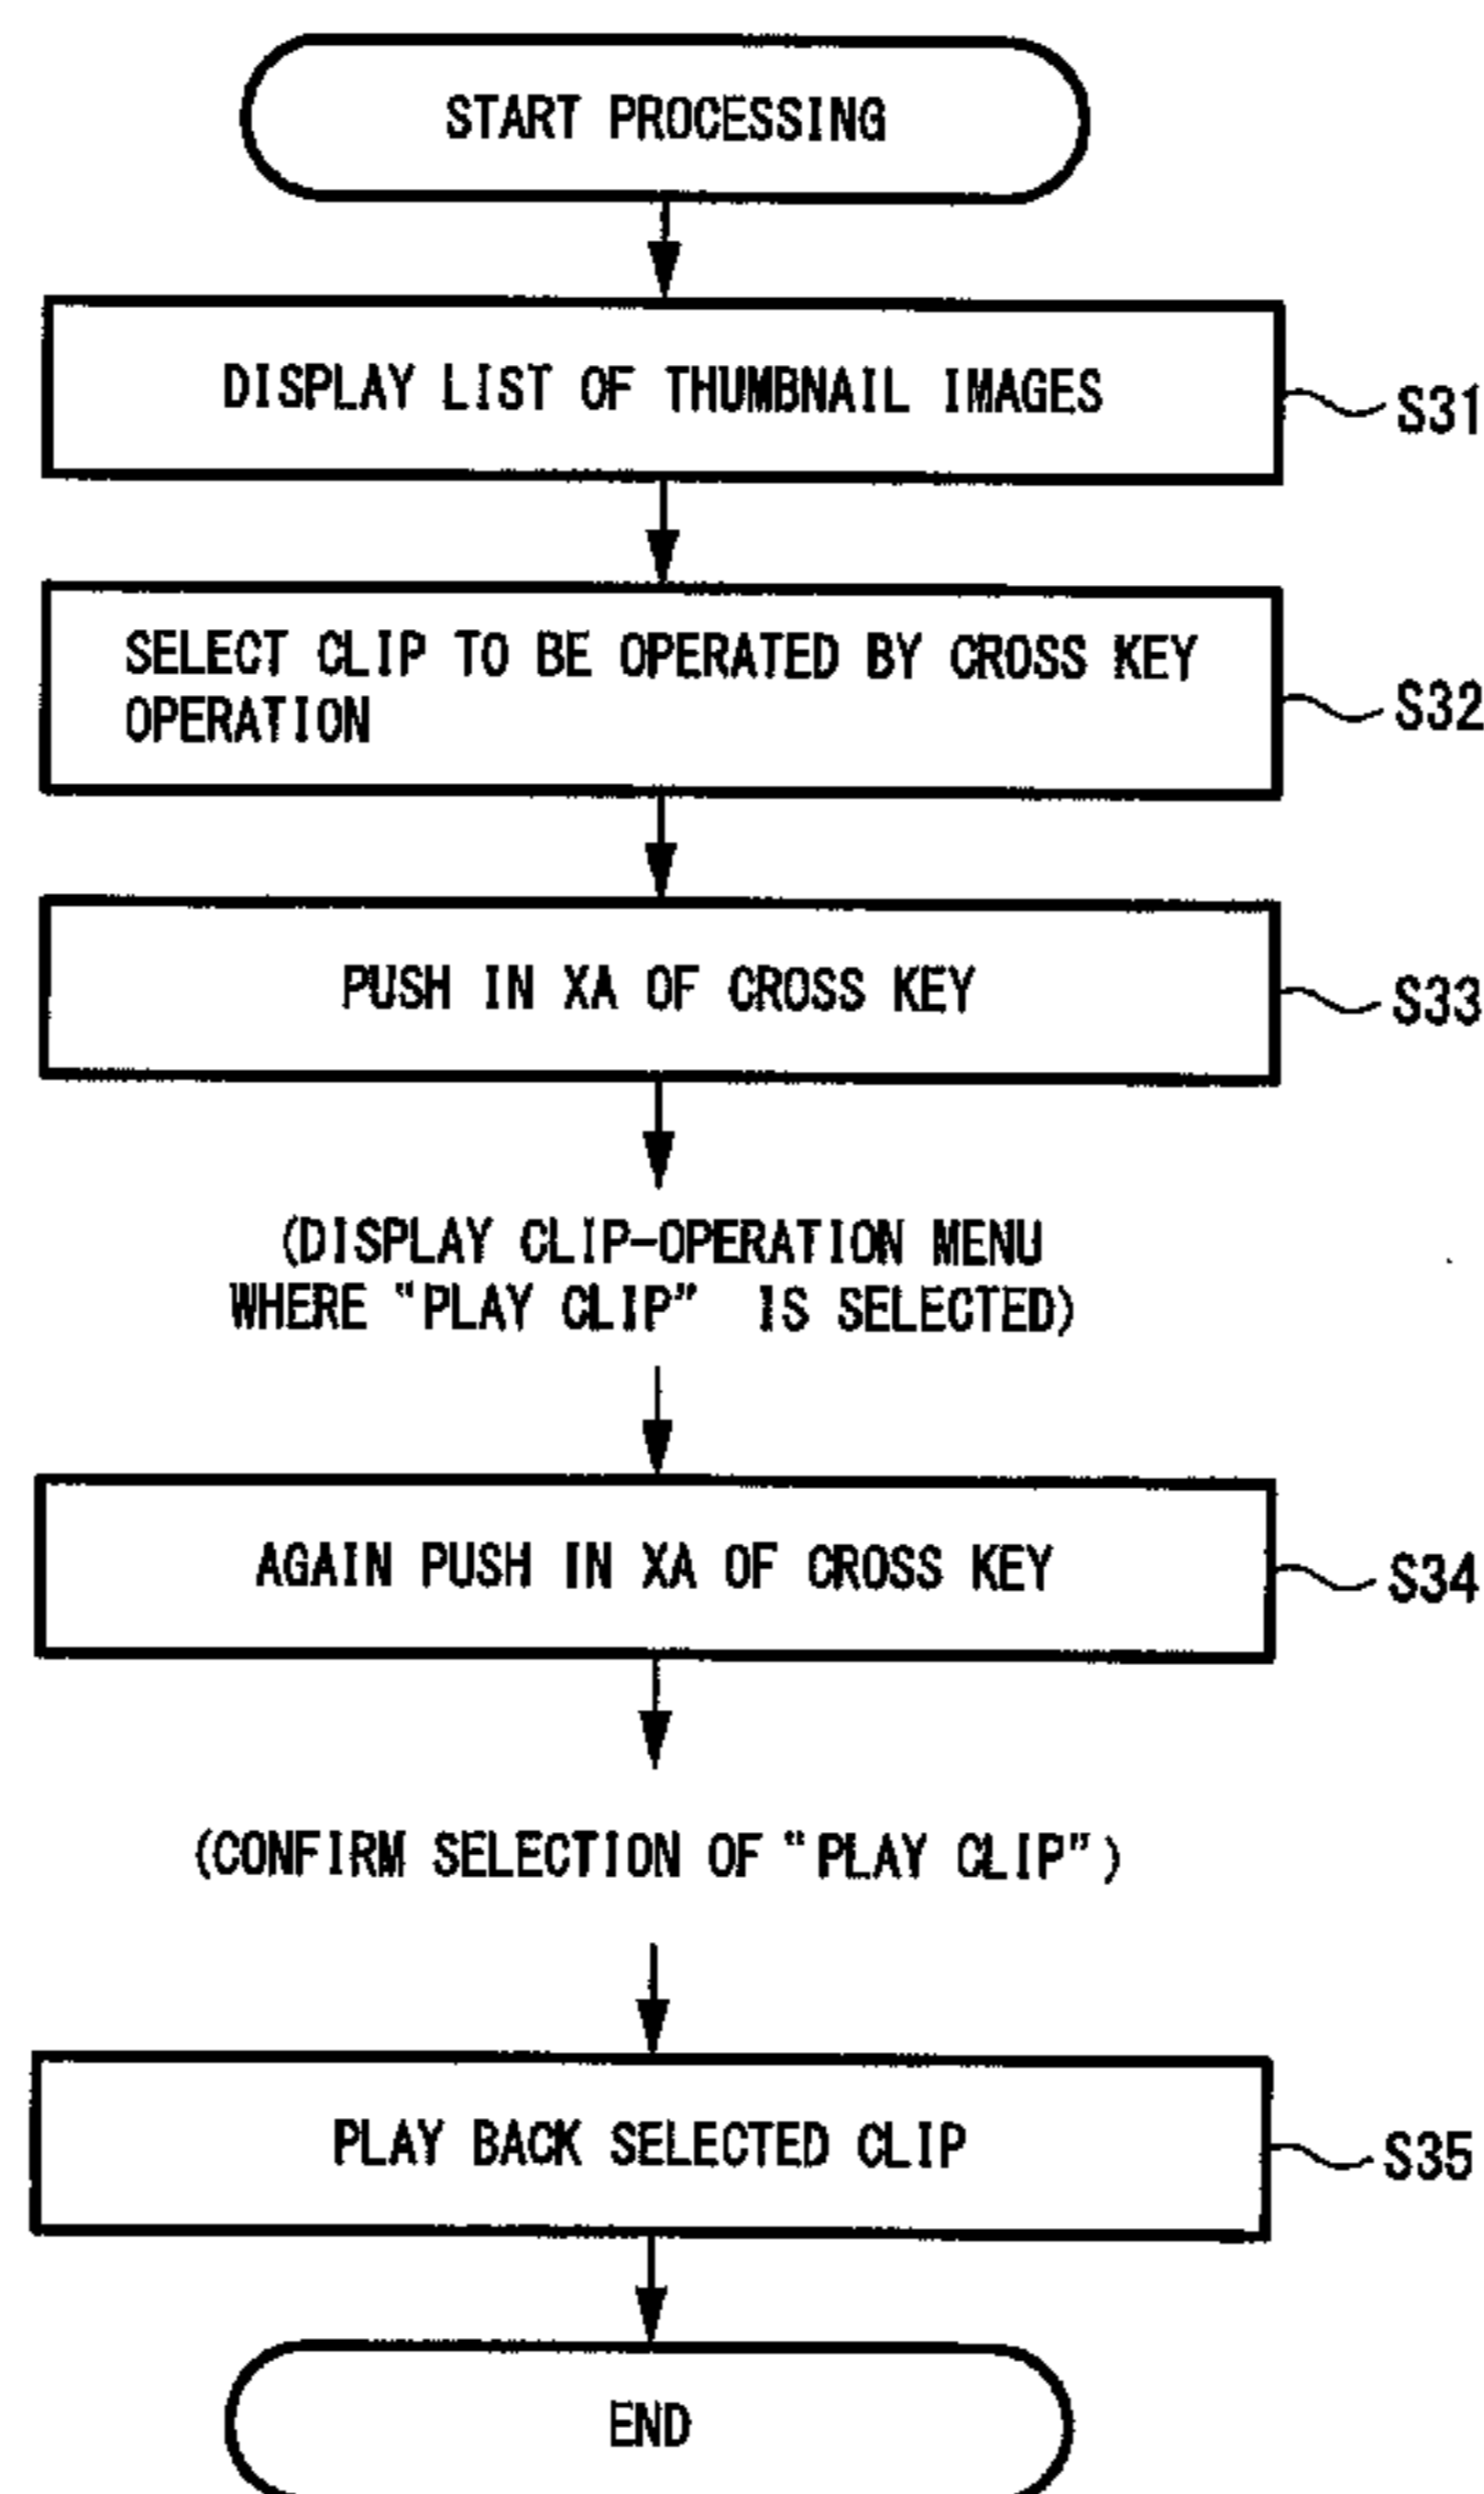 START PROCESSING
DISPLAY LIST OF THUMBNAIL IMAGES
S31
SELECT CLIP TO BE OPERATED BY CROSS KEY
OPERATION
S32
PUSH IN XA OF CROSS KEY
S33
(DISPLAY CLIP-OPERATION MENU
WHERE "PLAY CLIP" IS SELECTED)
AGAIN PUSH IN XA OF CROSS KEY
S34
(CONFIRM SELECTION OF "PLAY CLIP")
PLAY BACK SELECTED CLIP
S35
END